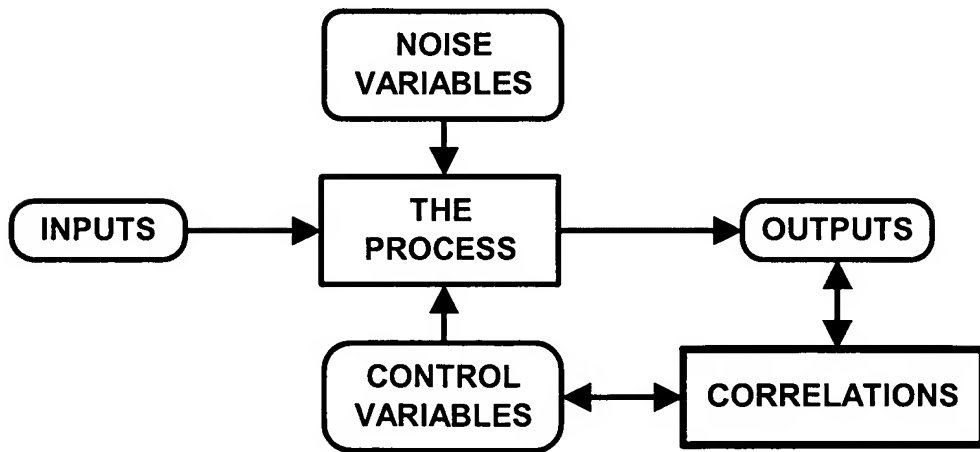 NOISE
VARIABLES
INPUTS
THE
PROCESS
OUTPUTS
CONTROL
VARIABLES
CORRELATIONS